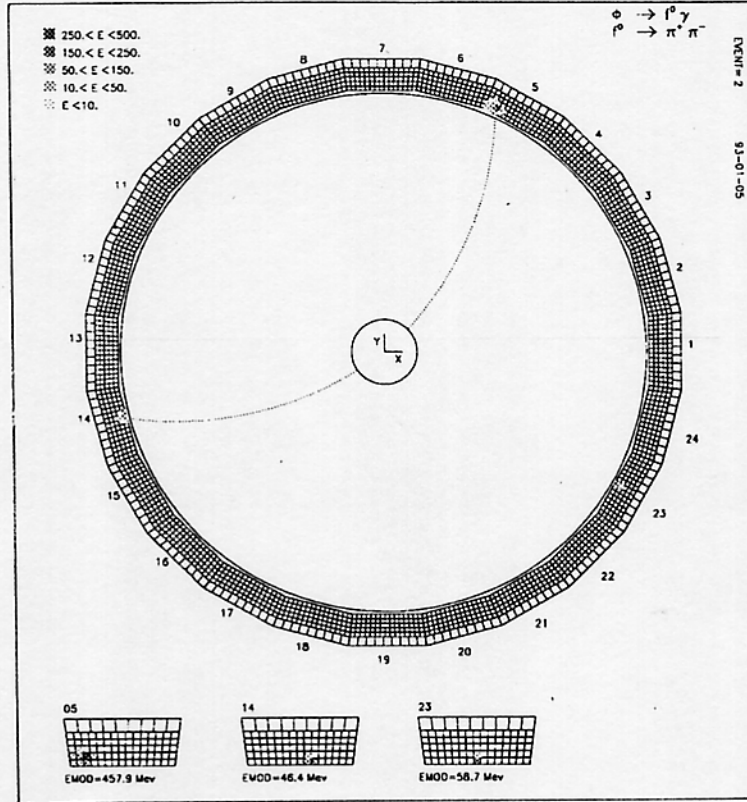 250.< E <500.
150.< E <250.
50.< E <150.
10.< E <50.
E <10.
Φ → f⁰ γ
f⁰ → π⁺ π⁻
EVENT= 2 93-01-05
7
8
6
9
5
10
4
11
3
12
2
13
1
14
24
15
23
16
22
17
21
18
20
19
Y
X
05
14
23
EMOD=457.9 Mev
EMOD=46.4 Mev
EMOD=58.7 Mev